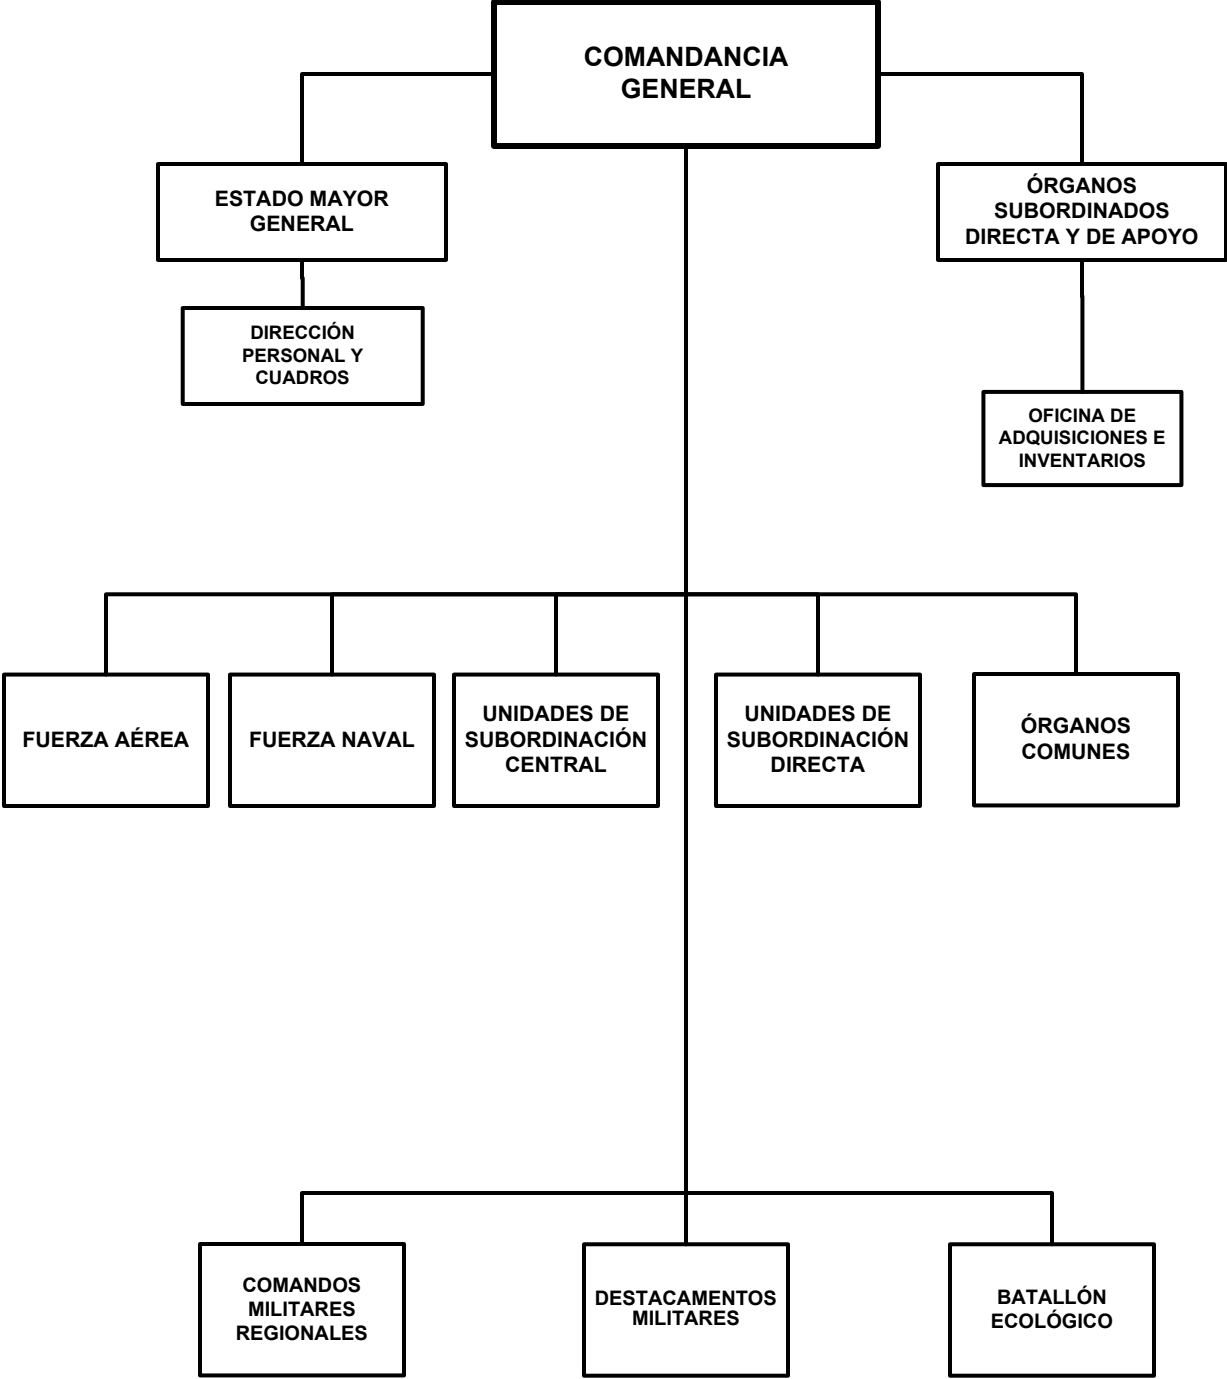 COMANDANCIA
GENERAL
ESTADO MAYOR
GENERAL
ÓRGANOS
SUBORDINADOS
DIRECTA Y DE APOYO
DIRECCIÓN
PERSONAL Y
CUADROS
OFICINA DE
ADQUISICIONES E
INVENTARIOS
FUERZA AÉREA
FUERZA NAVAL
UNIDADES DE
SUBORDINACIÓN
CENTRAL
UNIDADES DE
SUBORDINACIÓN
DIRECTA
ÓRGANOS
COMUNES
COMANDOS
MILITARES
REGIONALES
DESTACAMENTOS
MILITARES
BATALLÓN
ECOLÓGICO